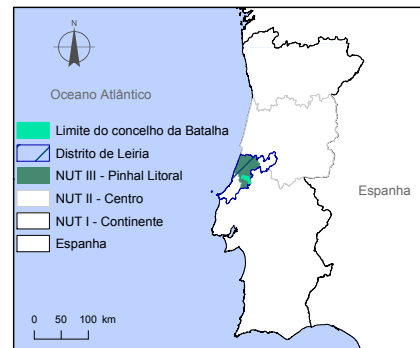 N
Oceano Atlântico
Limite do concelho da Batalha
Distrito de Leiria
NUT III - Pinhal Litoral
NUT II - Centro
NUT I - Continente
Espanha
Espanha
0 50 100 km